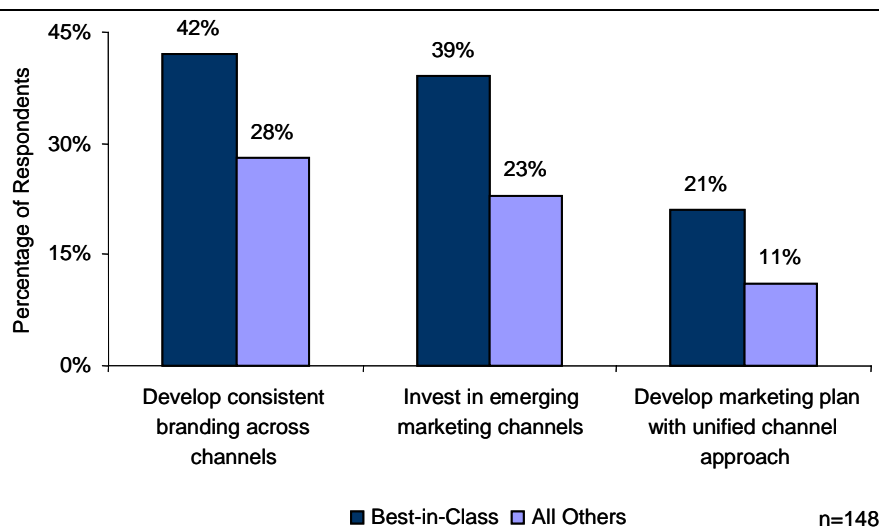 45%
30%
15%
0%
Percentage of Respondents
42%
28%
39%
23%
21%
11%
Develop consistent
branding across
channels
Invest in emerging
marketing channels
Develop marketing plan
with unified channel
approach
Best-in-Class
All Others
n=148